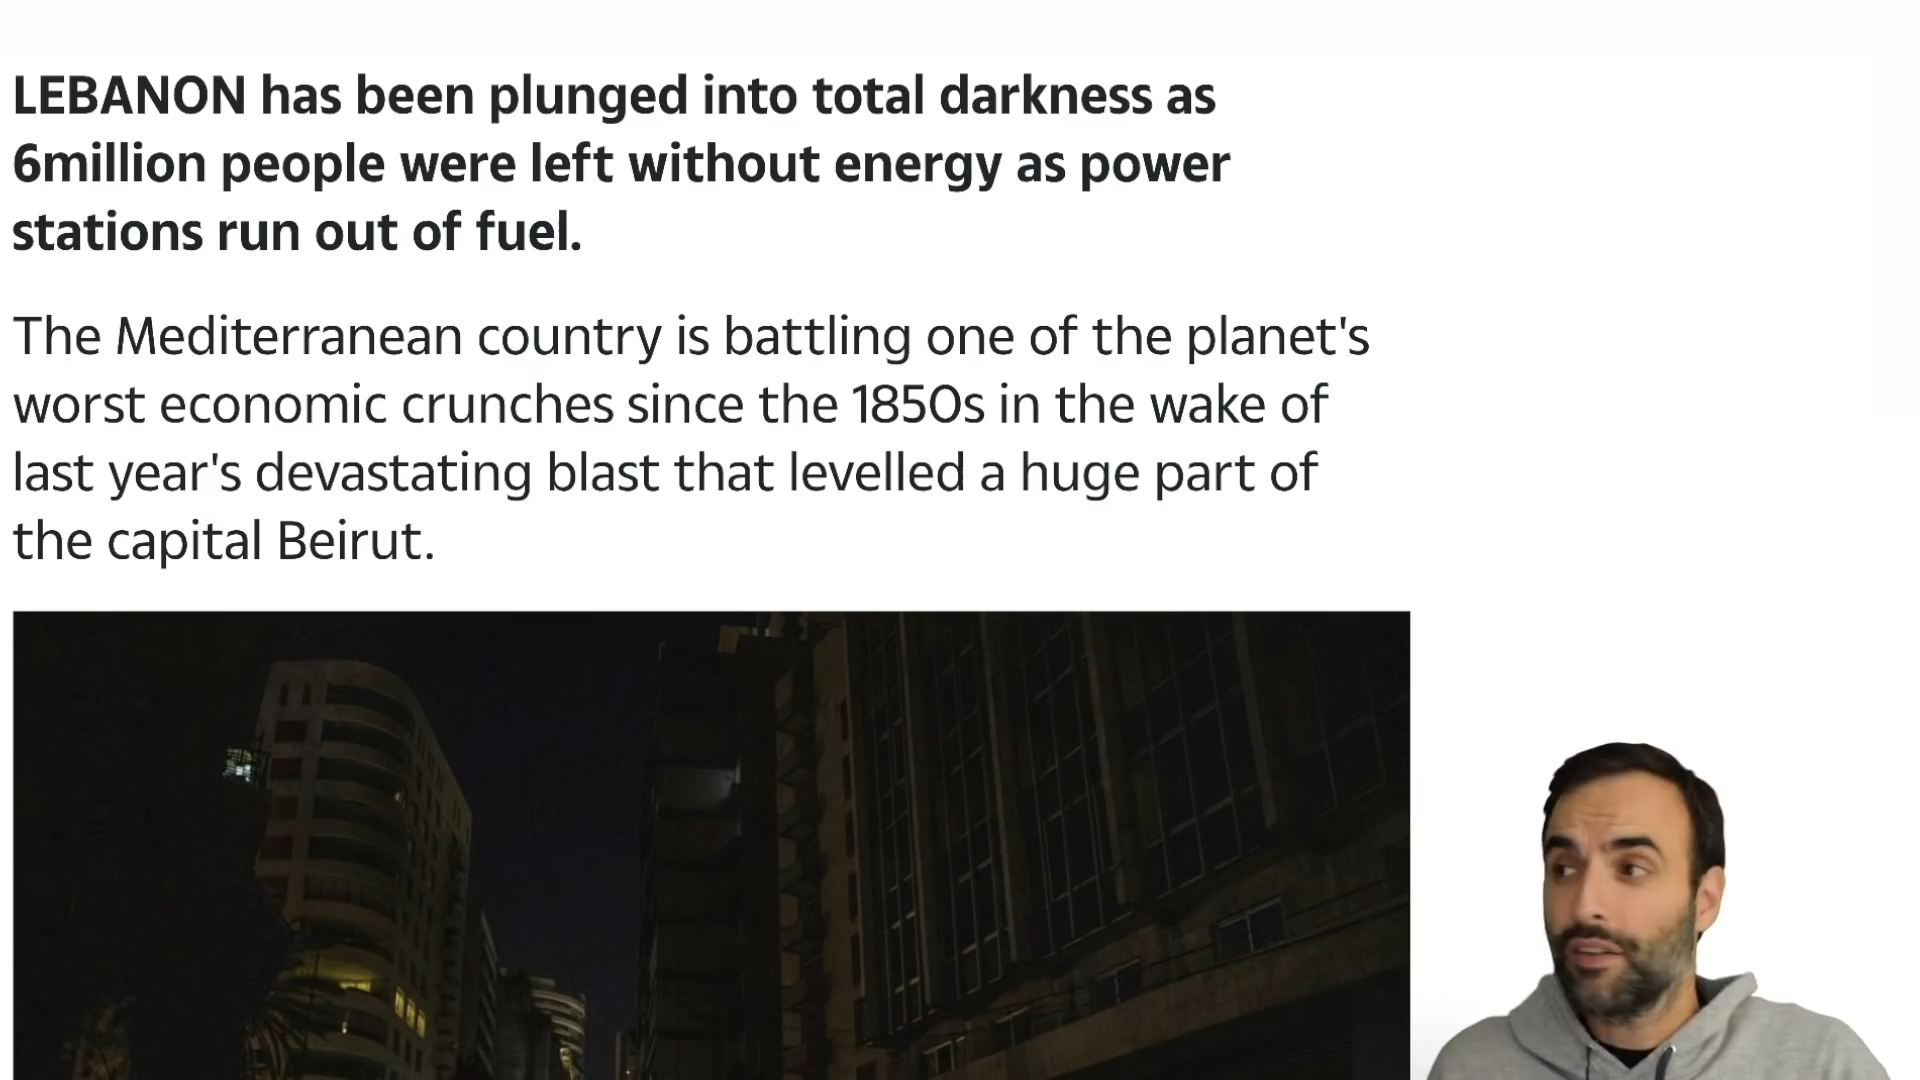 LEBANON has been plunged into total darkness as
6million people were left without energy as power
stations run out of fuel.
The Mediterranean country is battling one of the planet's
worst economic crunches since the 1850s in the wake of
last year's devastating blast that levelled a huge part of
the capital Beirut.